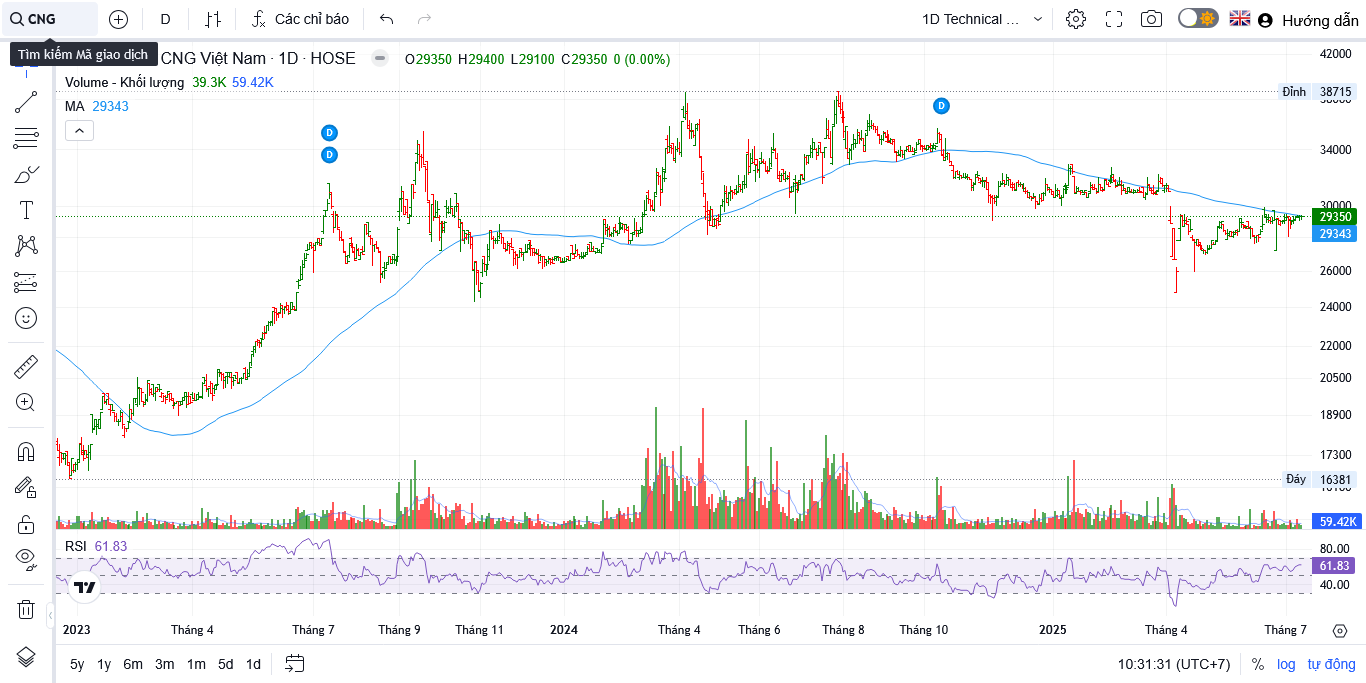 CNG D Các chỉ báo 1D Technical ... Hướng dẫn
Tìm kiếm Mã giao dịch CNG Việt Nam · 1D · HOSE O29350 H29400 L29100 C29350 0 (0.00%)
Volume - Khối lượng 39.3K 59.42K
MA 29343
D
D
D
42000
Đỉnh 38715
34000
30000
29350
29343
26000
24000
22000
20500
18900
17300
Đáy 16381
59.42K
RSI 61.83
80.00
61.83
40.00
2023 Tháng 4 Tháng 7 Tháng 9 Tháng 11 2024 Tháng 4 Tháng 6 Tháng 8 Tháng 10 2025 Tháng 4 Tháng 7
5y 1y 6m 3m 1m 5d 1d 10:31:31 (UTC+7) % log tự động